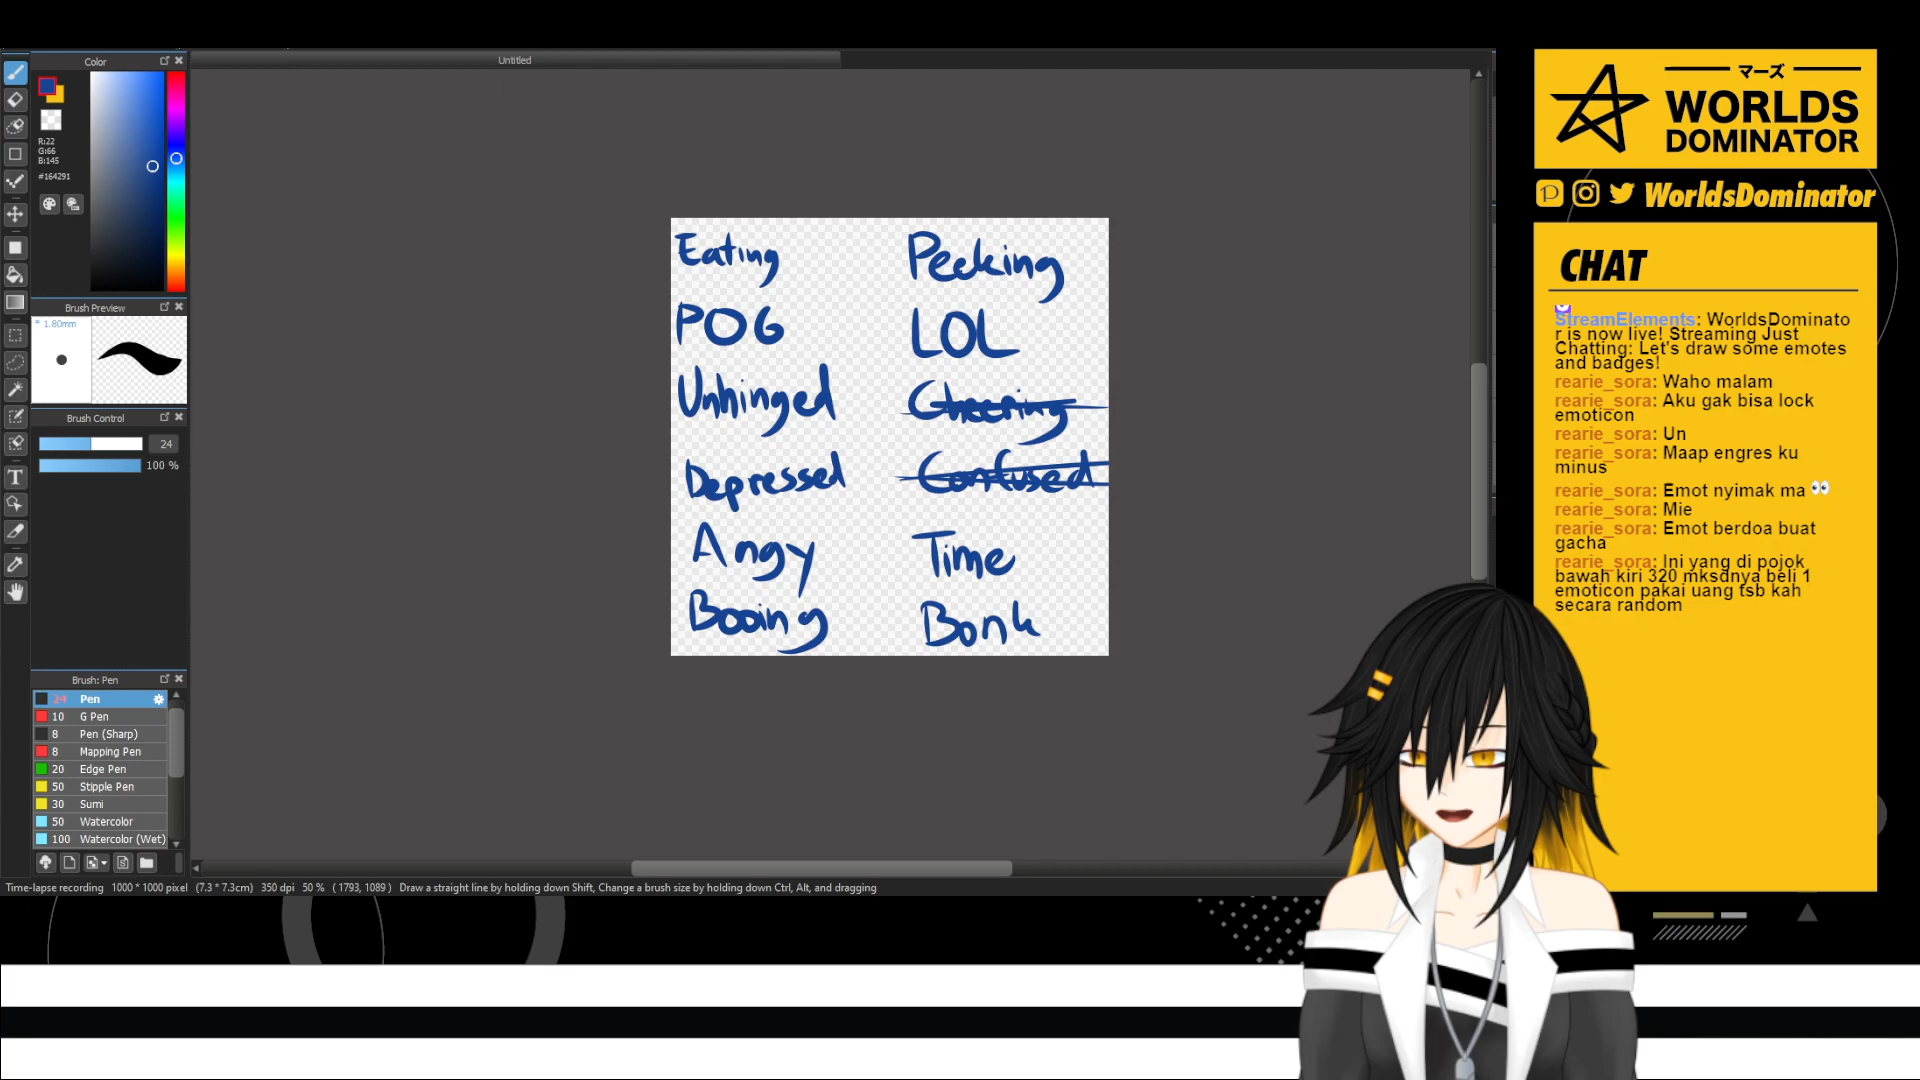 Color
Untitled
R:22
G:66
B:145
#164291
Brush Preview
* 1.80mm
Brush Control
24
100 %
Brush: Pen
24 Pen
10 G Pen
8 Pen (Sharp)
8 Mapping Pen
20 Edge Pen
50 Stipple Pen
30 Sumi
50 Watercolor
100 Watercolor (Wet)
T
Time-lapse recording 1000 * 1000 pixel (7.3 * 7.3cm) 350 dpi 50 % ( 1793, 1089 ) Draw a straight line by holding down Shift, Change a brush size by holding down Ctrl, Alt, and dragging
Eating
POG
Unhinged
Depressed
Angy
Booing
Peeking
LOL
Cheering
Confused
Time
Bonk
マーズ
WORLDS
DOMINATOR
WorldsDominator
CHAT
StreamElements: WorldsDominato
r is now live! Streaming Just
Chatting: Let's draw some emotes
and badges!
rearie_sora: Waho malam
rearie_sora: Aku gak bisa lock
emoticon
rearie_sora: Un
rearie_sora: Maap engres ku
minus
rearie_sora: Emot nyimak ma 👀
rearie_sora: Mie
rearie_sora: Emot berdoa buat
gacha
rearie_sora: Ini yang di pojok
bawah kiri 320 mksdnya beli 1
emoticon pakai uang tsb kah
secara random